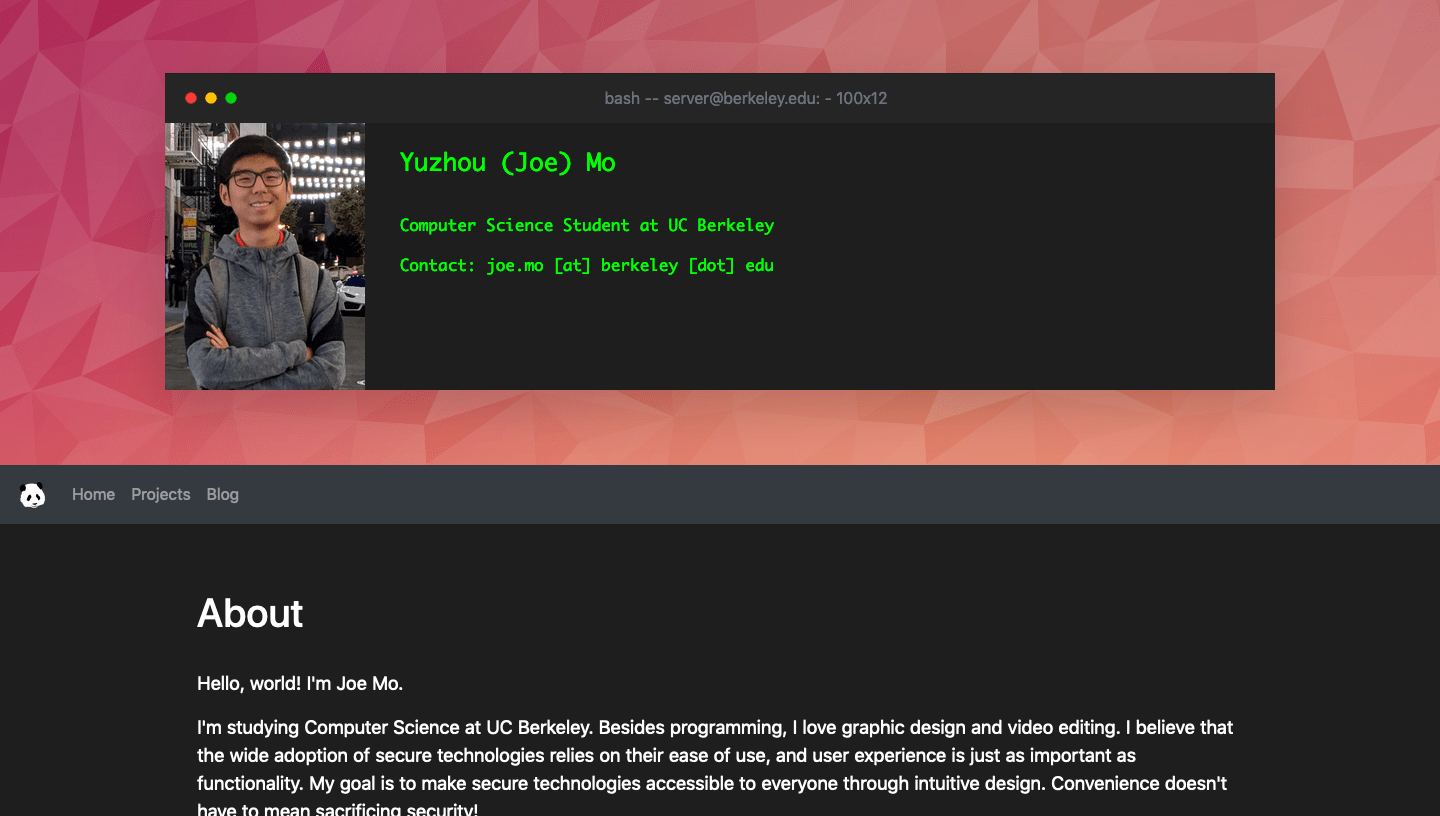 bash -- server@berkeley.edu: - 100x12
Yuzhou (Joe) Mo
Computer Science Student at UC Berkeley
Contact: joe.mo [at] berkeley [dot] edu
Home Projects Blog
About
Hello, world! I'm Joe Mo.
I'm studying Computer Science at UC Berkeley. Besides programming, I love graphic design and video editing. I believe that
the wide adoption of secure technologies relies on their ease of use, and user experience is just as important as
functionality. My goal is to make secure technologies accessible to everyone through intuitive design. Convenience doesn't
have to mean sacrificing security!